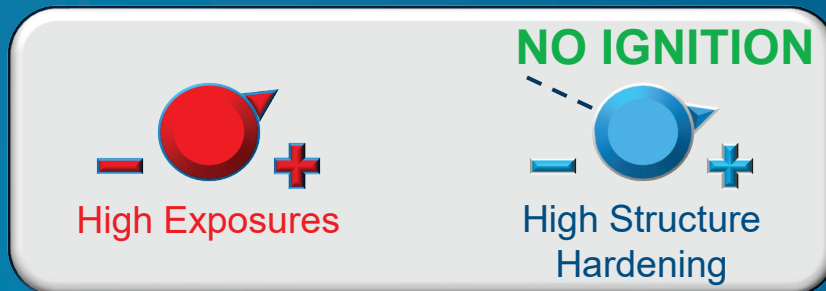 NO IGNITION
− +
High Exposures
− +
High Structure
Hardening